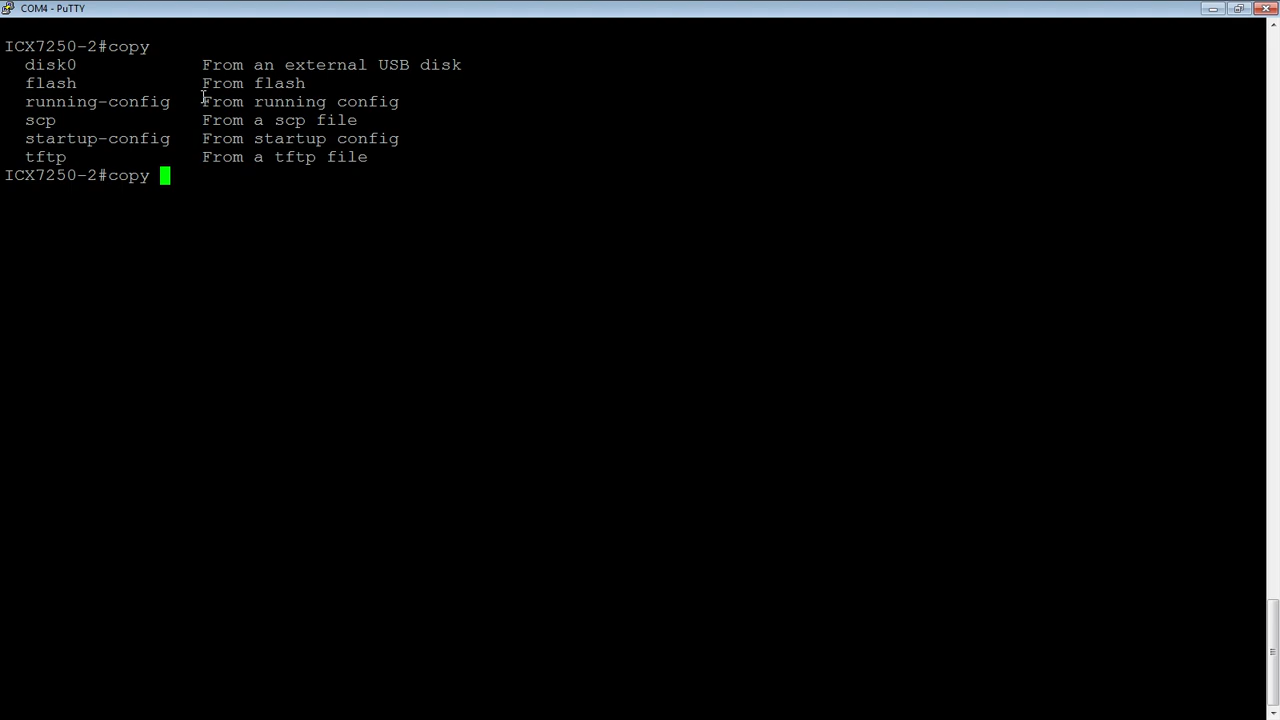 COM4 - PuTTY
ICX7250-2#copy
disk0 From an external USB disk
flash From flash
running-config From running config
scp From a scp file
startup-config From startup config
tftp From a tftp file
ICX7250-2#copy